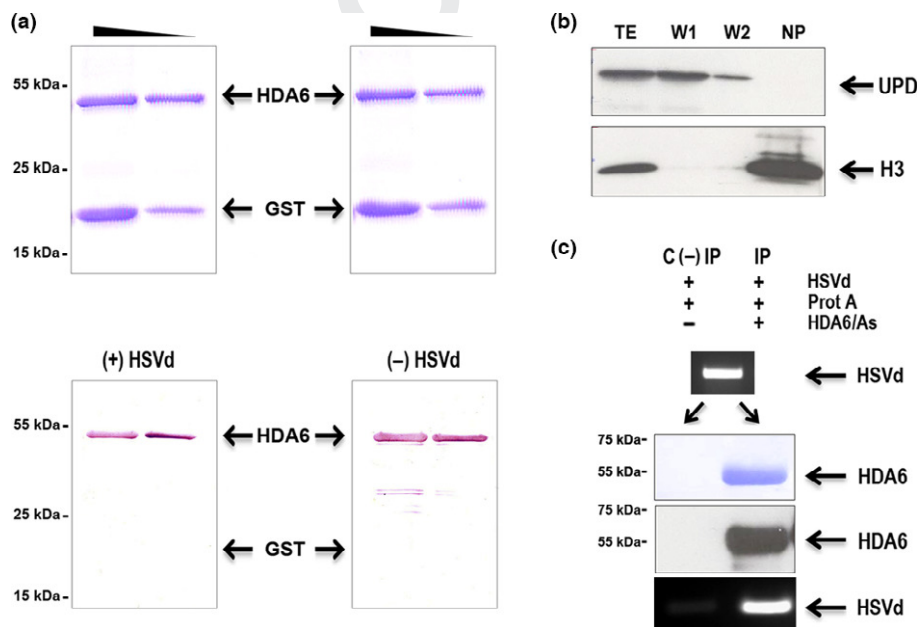 (a)
55 kDa
25 kDa
15 kDa
HDA6
GST
(+) HSVd
(–) HSVd
55 kDa
25 kDa
15 kDa
HDA6
GST
(b)
TE W1 W2 NP
UPD
H3
(c)
C (–) IP IP
+ + HSVd
+ + Prot A
– + HDA6/As
HSVd
75 kDa
55 kDa
HDA6
75 kDa
55 kDa
HDA6
HSVd